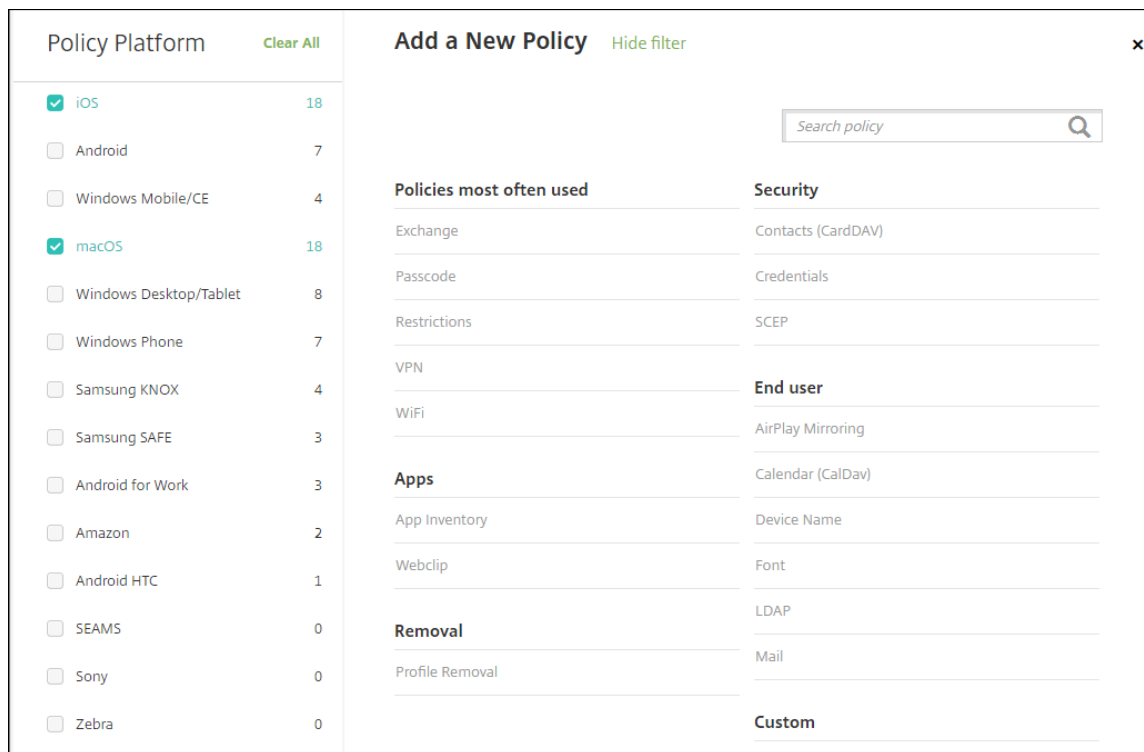 Policy Platform
Clear All
iOS 18
Android 7
Windows Mobile/CE 4
macOS 18
Windows Desktop/Tablet 8
Windows Phone 7
Samsung KNOX 4
Samsung SAFE 3
Android for Work 3
Amazon 2
Android HTC 1
SEAMS 0
Sony 0
Zebra 0
Add a New Policy
Hide filter
Search policy
Policies most often used
Exchange
Passcode
Restrictions
VPN
WiFi
Apps
App Inventory
Webclip
Removal
Profile Removal
Security
Contacts (CardDAV)
Credentials
SCEP
End user
AirPlay Mirroring
Calendar (CalDav)
Device Name
Font
LDAP
Mail
Custom